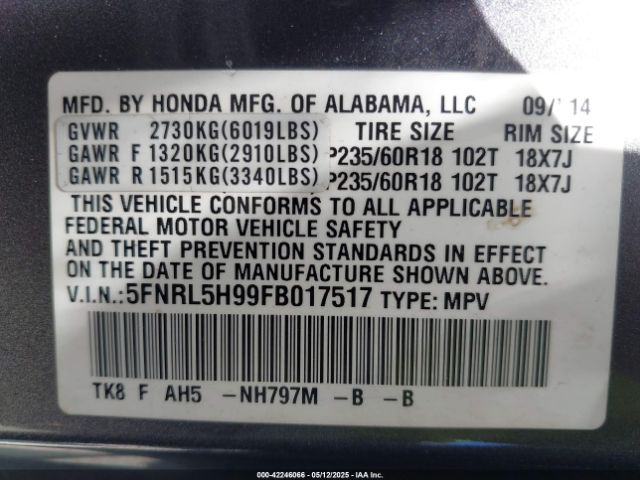 MFD. BY HONDA MFG. OF ALABAMA, LLC 09/'14
GVWR 2730KG(6019LBS) TIRE SIZE RIM SIZE
GAWR F 1320KG(2910LBS) P235/60R18 102T 18X7J
GAWR R 1515KG(3340LBS) P235/60R18 102T 18X7J
THIS VEHICLE CONFORMS TO ALL APPLICABLE
FEDERAL MOTOR VEHICLE SAFETY
AND THEFT PREVENTION STANDARDS IN EFFECT
ON THE DATE OF MANUFACTURE SHOWN ABOVE.
V.I.N.:5FNRL5H99FB017517 TYPE: MPV
TK8 F AH5 -NH797M -B -B
000-42246066 - 05/12/2025 - IAA Inc.